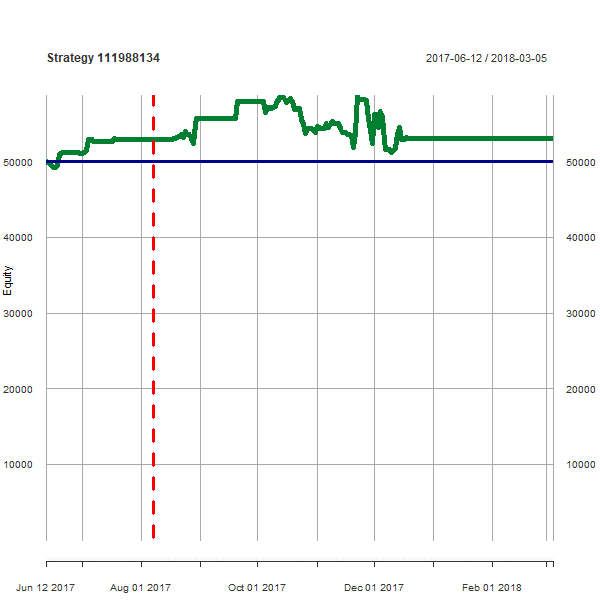 Strategy 111988134
2017-06-12 / 2018-03-05
50000
50000
40000
40000
Equity
30000
30000
20000
20000
10000
10000
Jun 12 2017
Aug 01 2017
Oct 01 2017
Dec 01 2017
Feb 01 2018